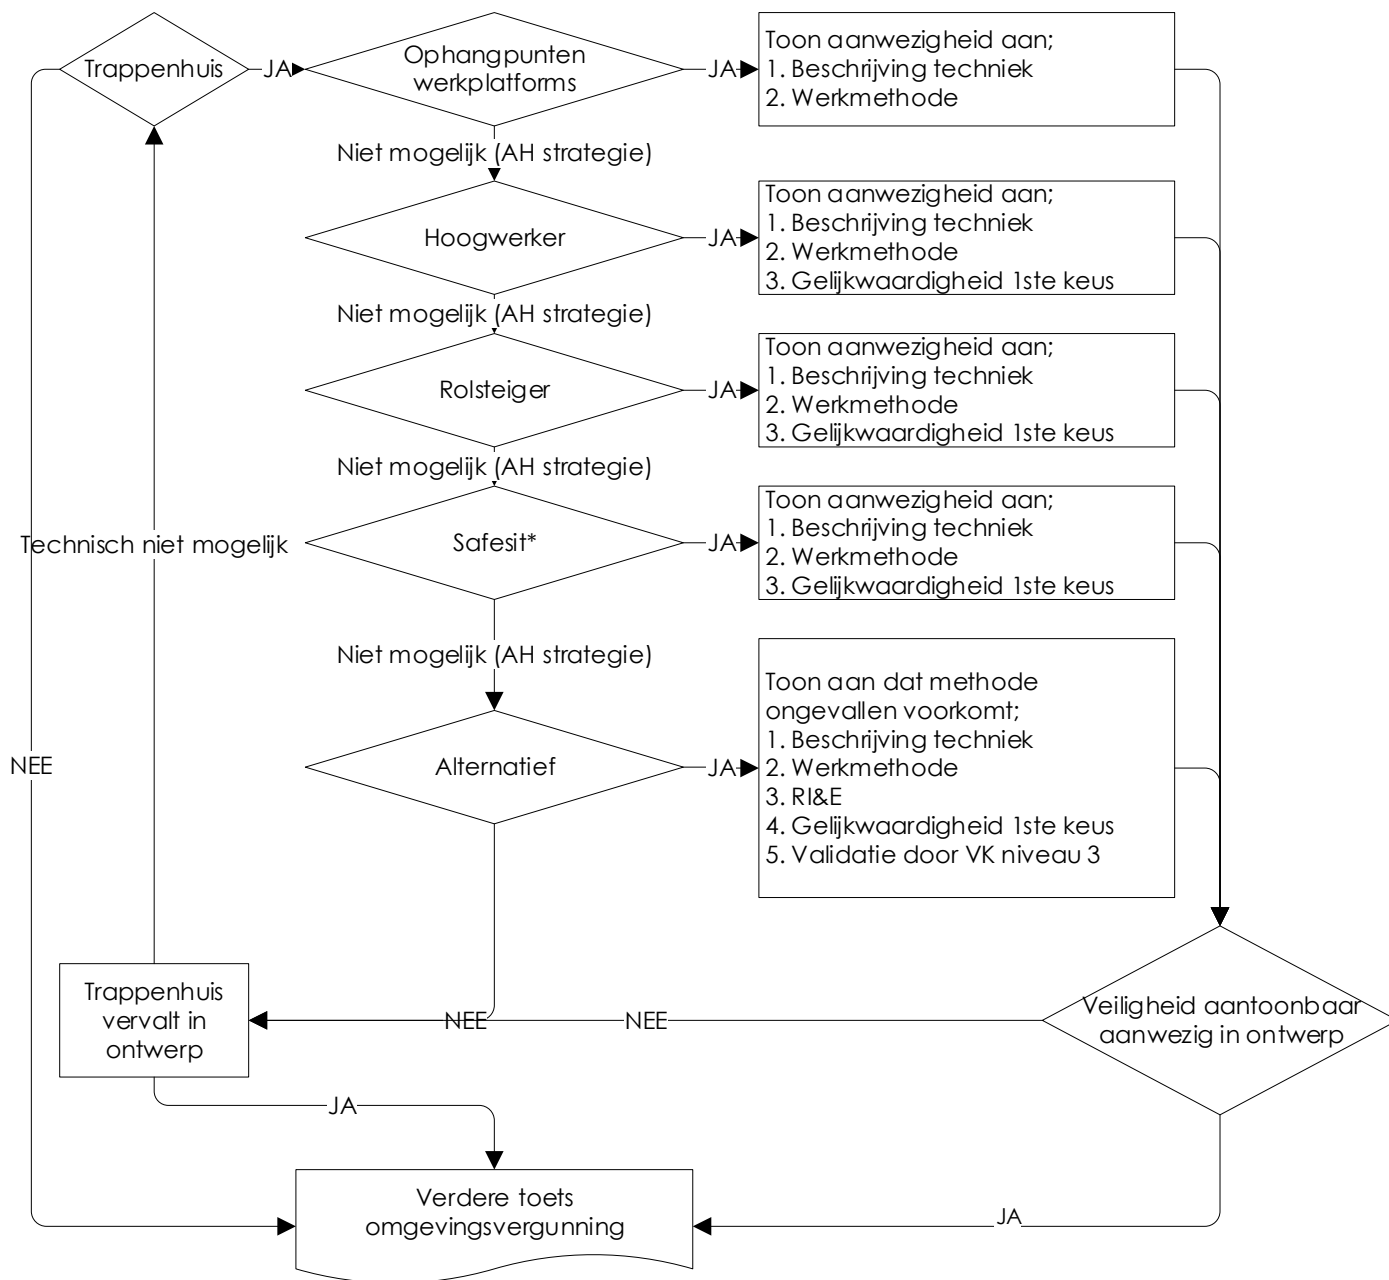 Trappenhuis
JA
Ophangpunten
werkplatforms
JA
Toon aanwezigheid aan;
1. Beschrijving techniek
2. Werkmethode
Niet mogelijk (AH strategie)
Hoogwerker
JA
Toon aanwezigheid aan;
1. Beschrijving techniek
2. Werkmethode
3. Gelijkwaardigheid 1ste keus
Niet mogelijk (AH strategie)
Rolsteiger
JA
Toon aanwezigheid aan;
1. Beschrijving techniek
2. Werkmethode
3. Gelijkwaardigheid 1ste keus
Niet mogelijk (AH strategie)
Technisch niet mogelijk
Safesit*
JA
Toon aanwezigheid aan;
1. Beschrijving techniek
2. Werkmethode
3. Gelijkwaardigheid 1ste keus
Niet mogelijk (AH strategie)
NEE
Alternatief
JA
Toon aan dat methode
ongevallen voorkomt;
1. Beschrijving techniek
2. Werkmethode
3. RI&E
4. Gelijkwaardigheid 1ste keus
5. Validatie door VK niveau 3
Trappenhuis
vervalt in
ontwerp
NEE
NEE
Veiligheid aantoonbaar
aanwezig in ontwerp
JA
Verdere toets
omgevingsvergunning
JA